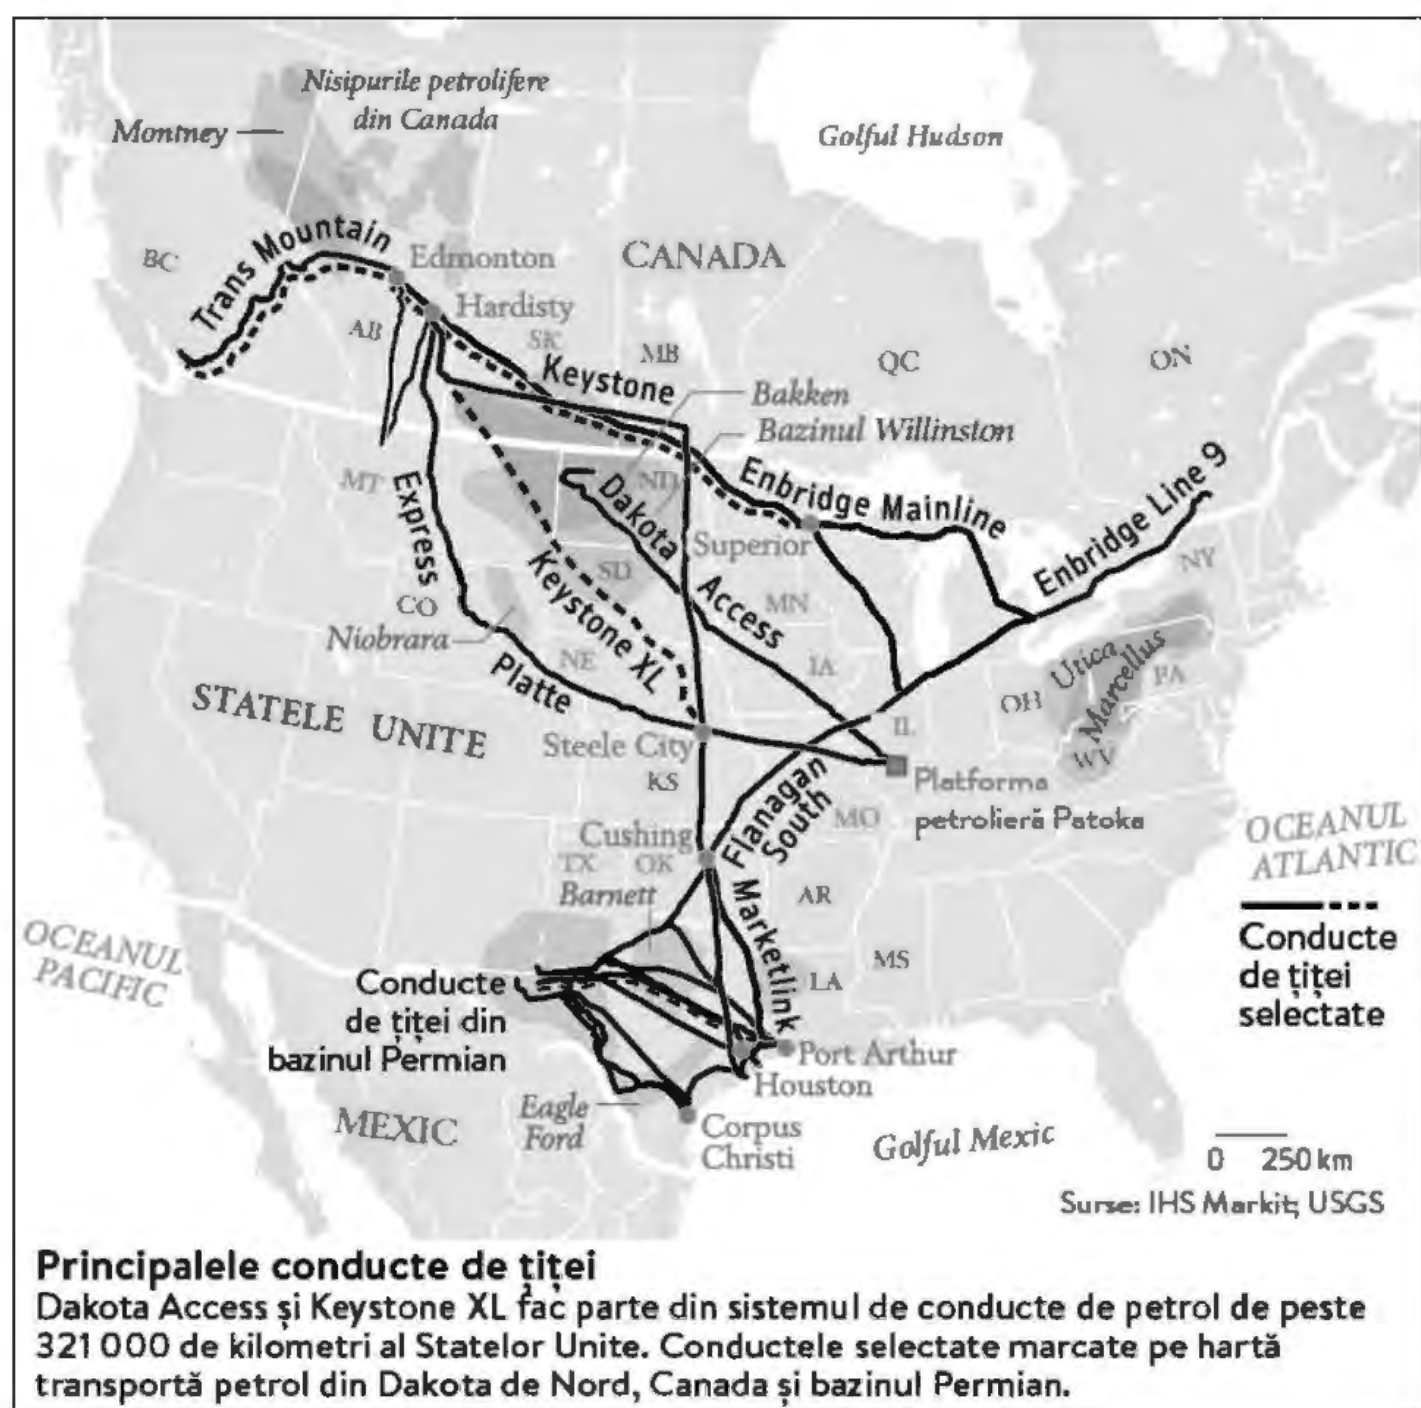 Nisipurile petrolifere
din Canada
Montney
Golful Hudson
BC
Trans Mountain
Edmonton
CANADA
Hardisty
AB
SK
MB
QC
ON
Keystone
Bakken
Bazinul Willinston
MT
Express
ND
Dakota
Access
Enbridge Mainline
Enbridge Line 9
Superior
NY
SD
Keystone XL
CO
MN
Niobrara
NE
IA
Platte
Utica
Marcellus
PA
OH
WV
STATELE UNITE
Steele City
IL
KS
Platforma
petrolieră Patoka
Flanagan
South
MO
Cushing
TX
OK
Barnett
AR
OCEANUL
ATLANTIC
Marketlink
MS
LA
OCEANUL
PACIFIC
Conducte
de țiței
selectate
Conducte
de țiței din
bazinul Permian
Port Arthur
Houston
Eagle
Ford
MEXIC
Corpus
Christi
Golful Mexic
0 250 km
Surse: IHS Markit; USGS
Principalele conducte de țiței
Dakota Access și Keystone XL fac parte din sistemul de conducte de petrol de peste
321 000 de kilometri al Statelor Unite. Conductele selectate marcate pe hartă
transportă petrol din Dakota de Nord, Canada și bazinul Permian.